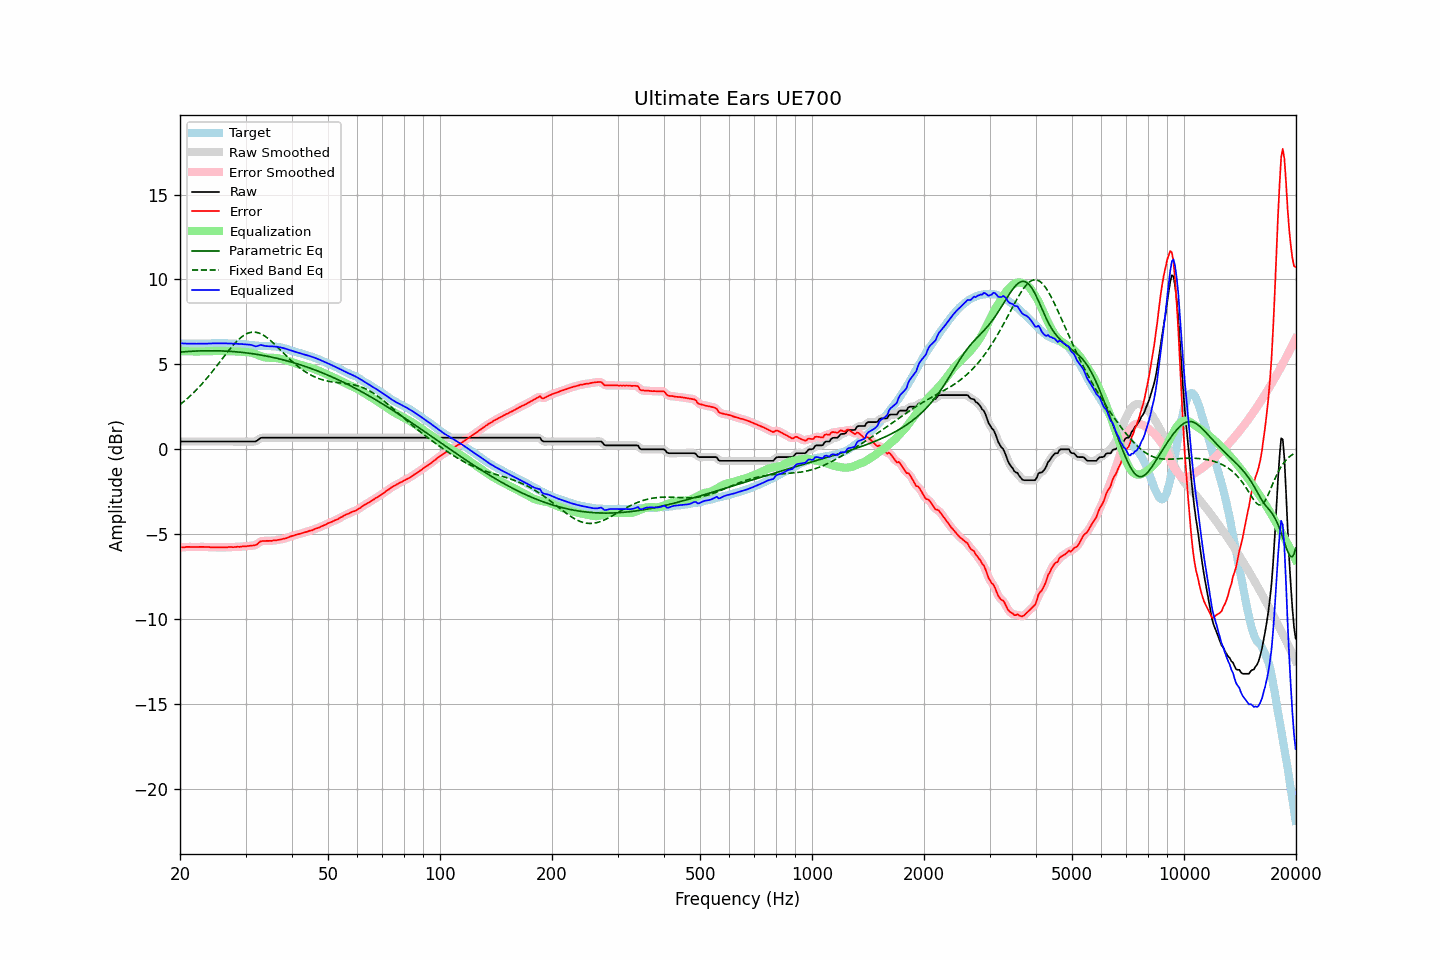 Ultimate Ears UE700
Target
Raw Smoothed
Error Smoothed
Raw
Error
Equalization
Parametric Eq
Fixed Band Eq
Equalized
15
10
5
0
−5
−10
−15
−20
Amplitude (dBr)
20 50 100 200 500 1000 2000 5000 10000 20000
Frequency (Hz)